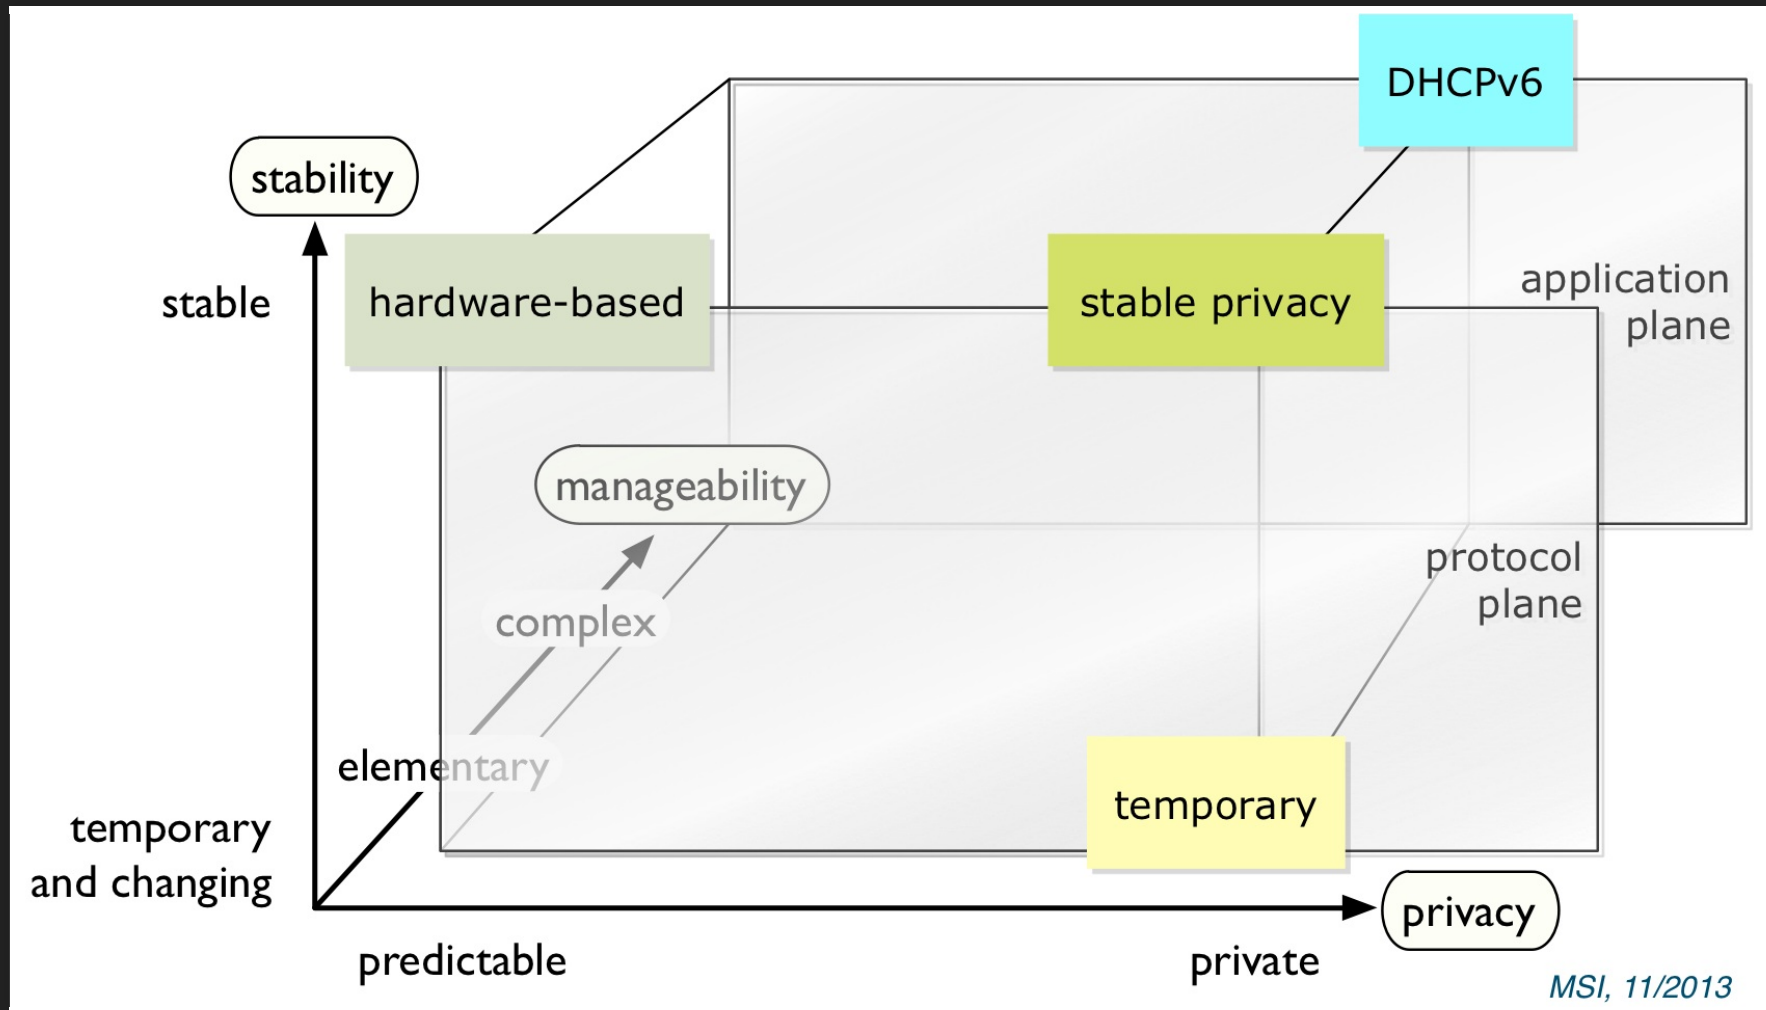 DHCPv6
stability
stable
hardware-based
stable privacy
application
plane
manageability
protocol
plane
complex
elementary
temporary
and changing
temporary
privacy
predictable
private
MSI, 11/2013